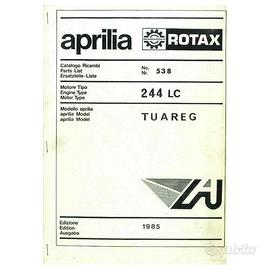 aprilia ROTAX
Catalogo Ricambi
Parts List
Ersatzteile-Liste
No.
Nr.
538
Motore Tipo
Engine Type
Motor Type
244 LC
Modello aprilia
aprilia Model
aprilia Model
TUAREG
Edizione
Edition
Ausgabe
1985
subito